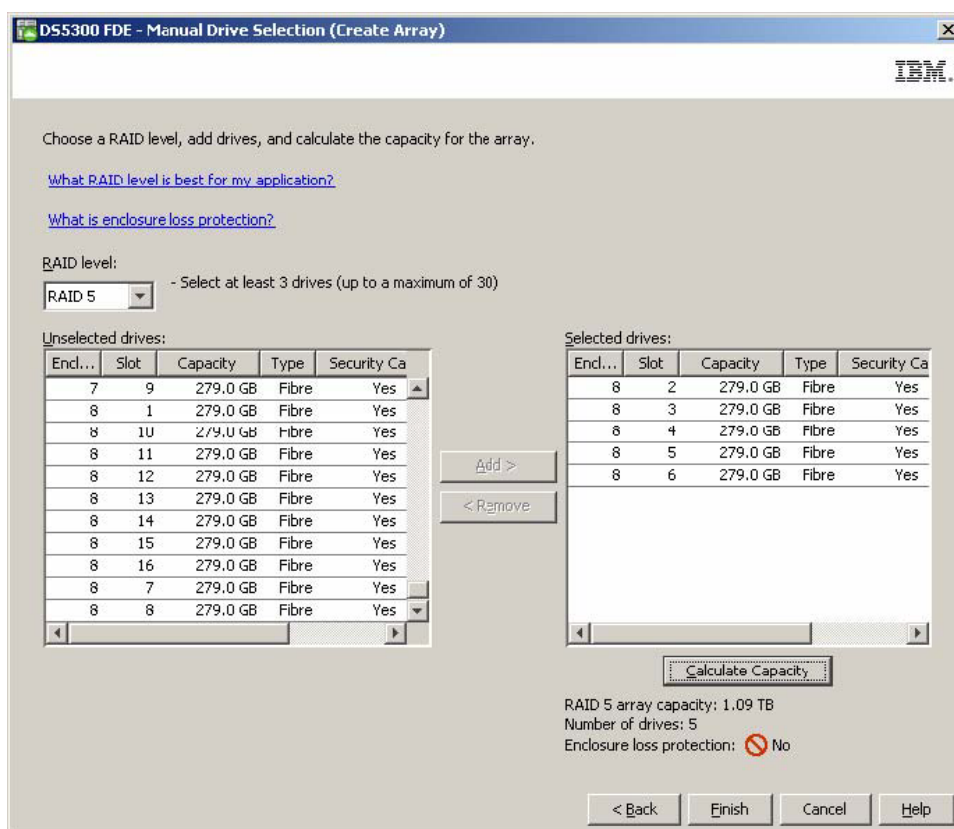 DS5300 FDE - Manual Drive Selection (Create Array)
IBM.
Choose a RAID level, add drives, and calculate the capacity for the array.
What RAID level is best for my application?
What is enclosure loss protection?
RAID level:
RAID 5 - Select at least 3 drives (up to a maximum of 30)
Unselected drives:
Encl... Slot Capacity Type Security Ca
7 9 279.0 GB Fibre Yes
8 1 279.0 GB Fibre Yes
8 10 279.0 GB Fibre Yes
8 11 279.0 GB Fibre Yes
8 12 279.0 GB Fibre Yes
8 13 279.0 GB Fibre Yes
8 14 279.0 GB Fibre Yes
8 15 279.0 GB Fibre Yes
8 16 279.0 GB Fibre Yes
8 7 279.0 GB Fibre Yes
8 8 279.0 GB Fibre Yes
Add >
< Remove
Selected drives:
Encl... Slot Capacity Type Security Ca
8 2 279.0 GB Fibre Yes
8 3 279.0 GB Fibre Yes
8 4 279.0 GB Fibre Yes
8 5 279.0 GB Fibre Yes
8 6 279.0 GB Fibre Yes
Calculate Capacity
RAID 5 array capacity: 1.09 TB
Number of drives: 5
Enclosure loss protection: No
< Back Finish Cancel Help